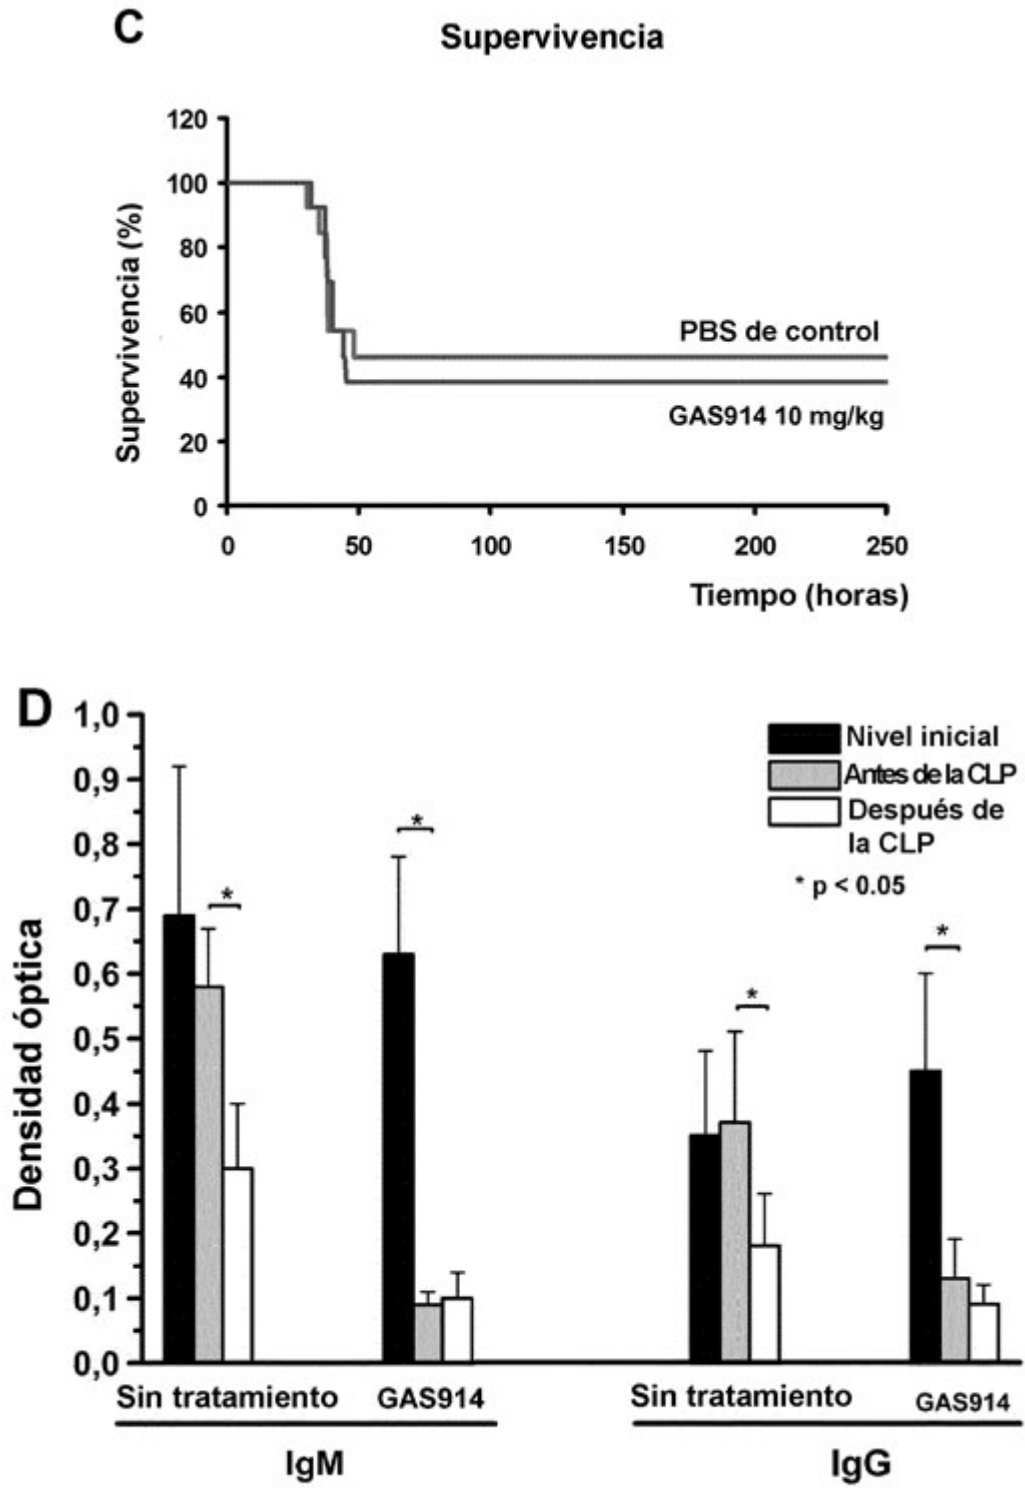 C
Supervivencia
120
100
80
60
40
20
0
Supervivencia (%)
PBS de control
GAS914 10 mg/kg
0 50 100 150 200 250
Tiempo (horas)
D
1,0
0,9
0,8
0,7
0,6
0,5
0,4
0,3
0,2
0,1
0,0
Densidad óptica
Nivel inicial
Antes de la CLP
Después de
la CLP
* p < 0.05
*
*
*
*
Sin tratamiento GAS914 Sin tratamiento GAS914
IgM IgG